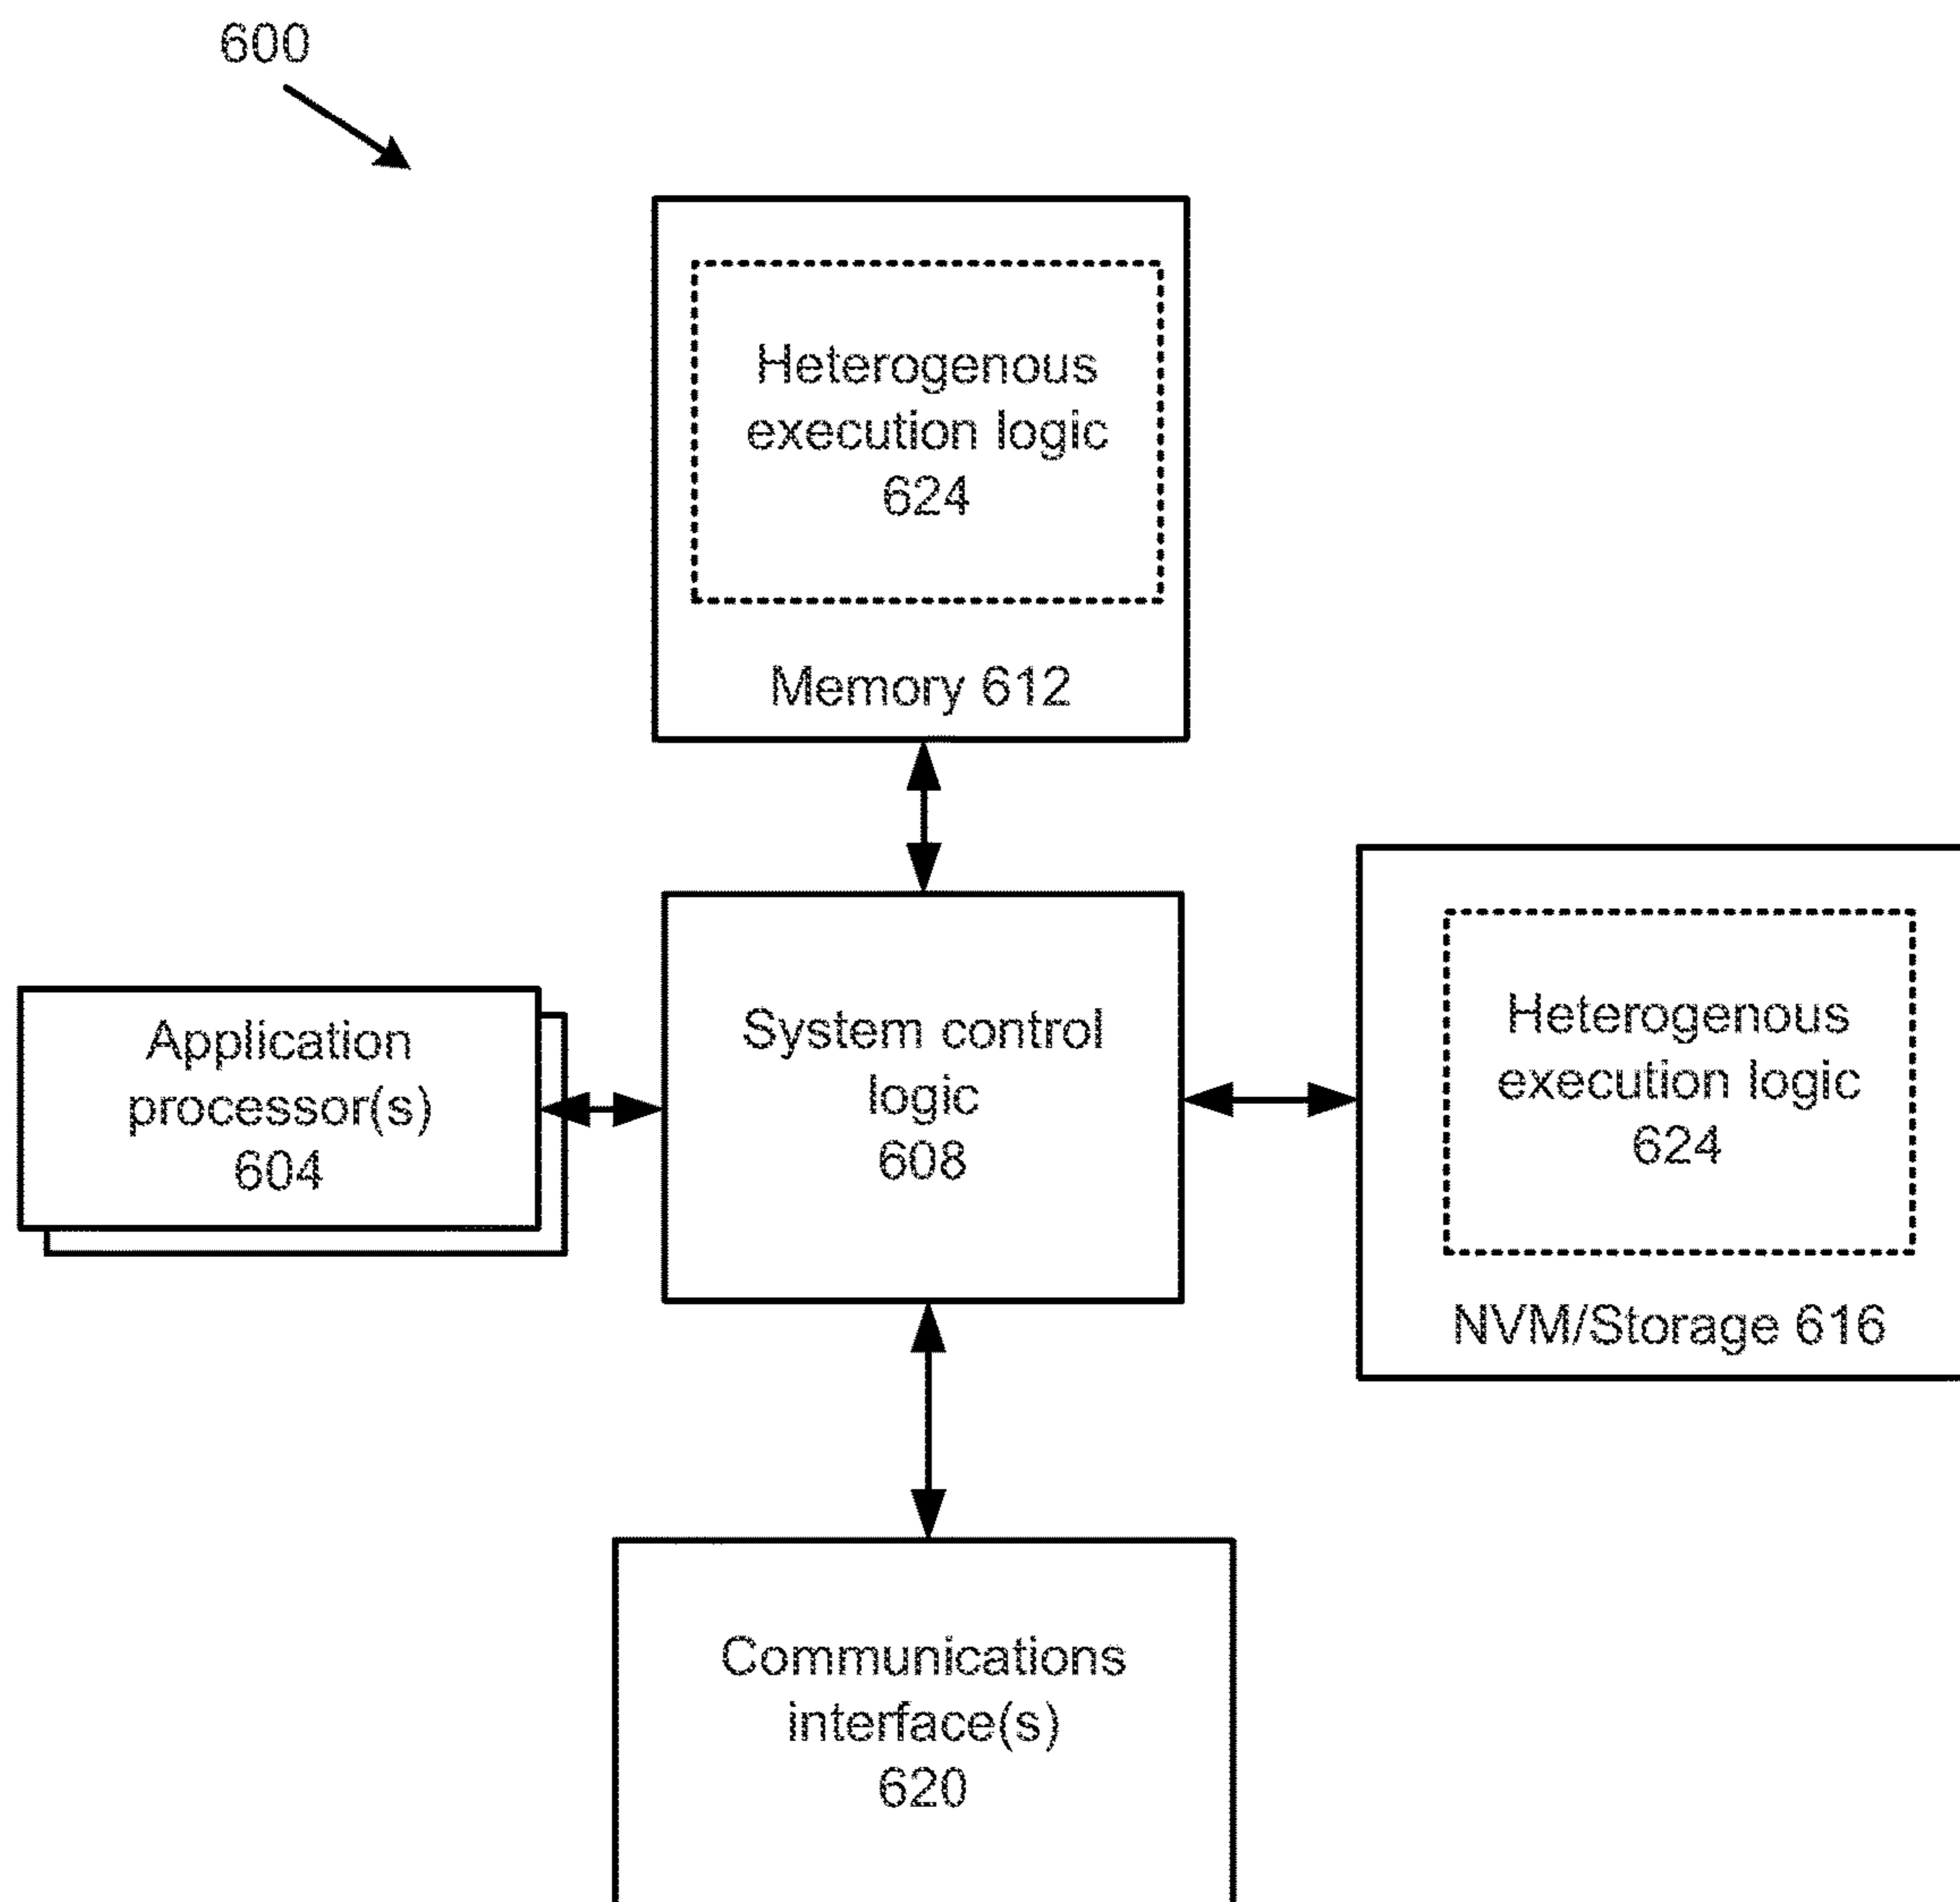 600
Heterogenous
execution logic
624
Memory 612
Application
processor(s)
604
System control
logic
608
Heterogenous
execution logic
624
NVM/Storage 616
Communications
interface(s)
620